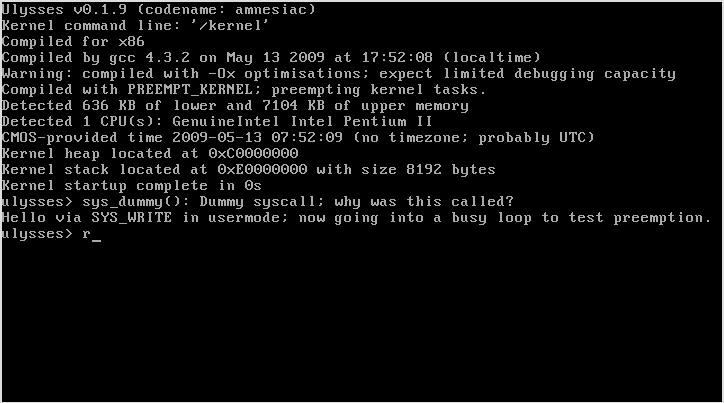 Ulysses v0.1.9 (codename: amnesiac)
Kernel command line: '/kernel'
Compiled for x86
Compiled by gcc 4.3.2 on May 13 2009 at 17:52:08 (localtime)
Warning: compiled with -Ox optimisations; expect limited debugging capacity
Compiled with PREEMPT_KERNEL; preempting kernel tasks.
Detected 636 KB of lower and 7104 KB of upper memory
Detected 1 CPU(s): GenuineIntel Intel Pentium II
CMOS-provided time 2009-05-13 07:52:09 (no timezone; probably UTC)
Kernel heap located at 0xC0000000
Kernel stack located at 0xE0000000 with size 8192 bytes
Kernel startup complete in 0s
ulysses> sys_dummy(): Dummy syscall; why was this called?
Hello via SYS_WRITE in usermode; now going into a busy loop to test preemption.
ulysses> r_